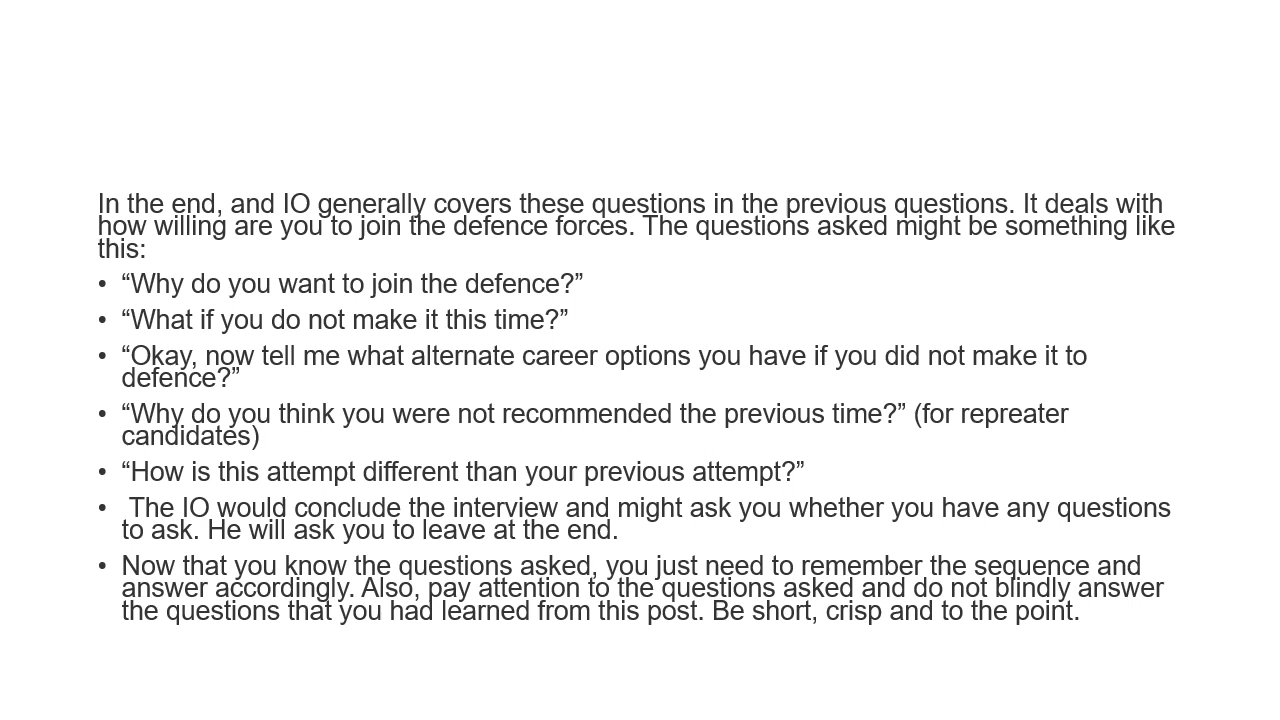 In the end, and IO generally covers these questions in the previous questions. It deals with
how willing are you to join the defence forces. The questions asked might be something like
this:
• “Why do you want to join the defence?”
• “What if you do not make it this time?”
• “Okay, now tell me what alternate career options you have if you did not make it to
defence?”
• “Why do you think you were not recommended the previous time?” (for repreater
candidates)
• “How is this attempt different than your previous attempt?”
• The IO would conclude the interview and might ask you whether you have any questions
to ask. He will ask you to leave at the end.
• Now that you know the questions asked, you just need to remember the sequence and
answer accordingly. Also, pay attention to the questions asked and do not blindly answer
the questions that you had learned from this post. Be short, crisp and to the point.